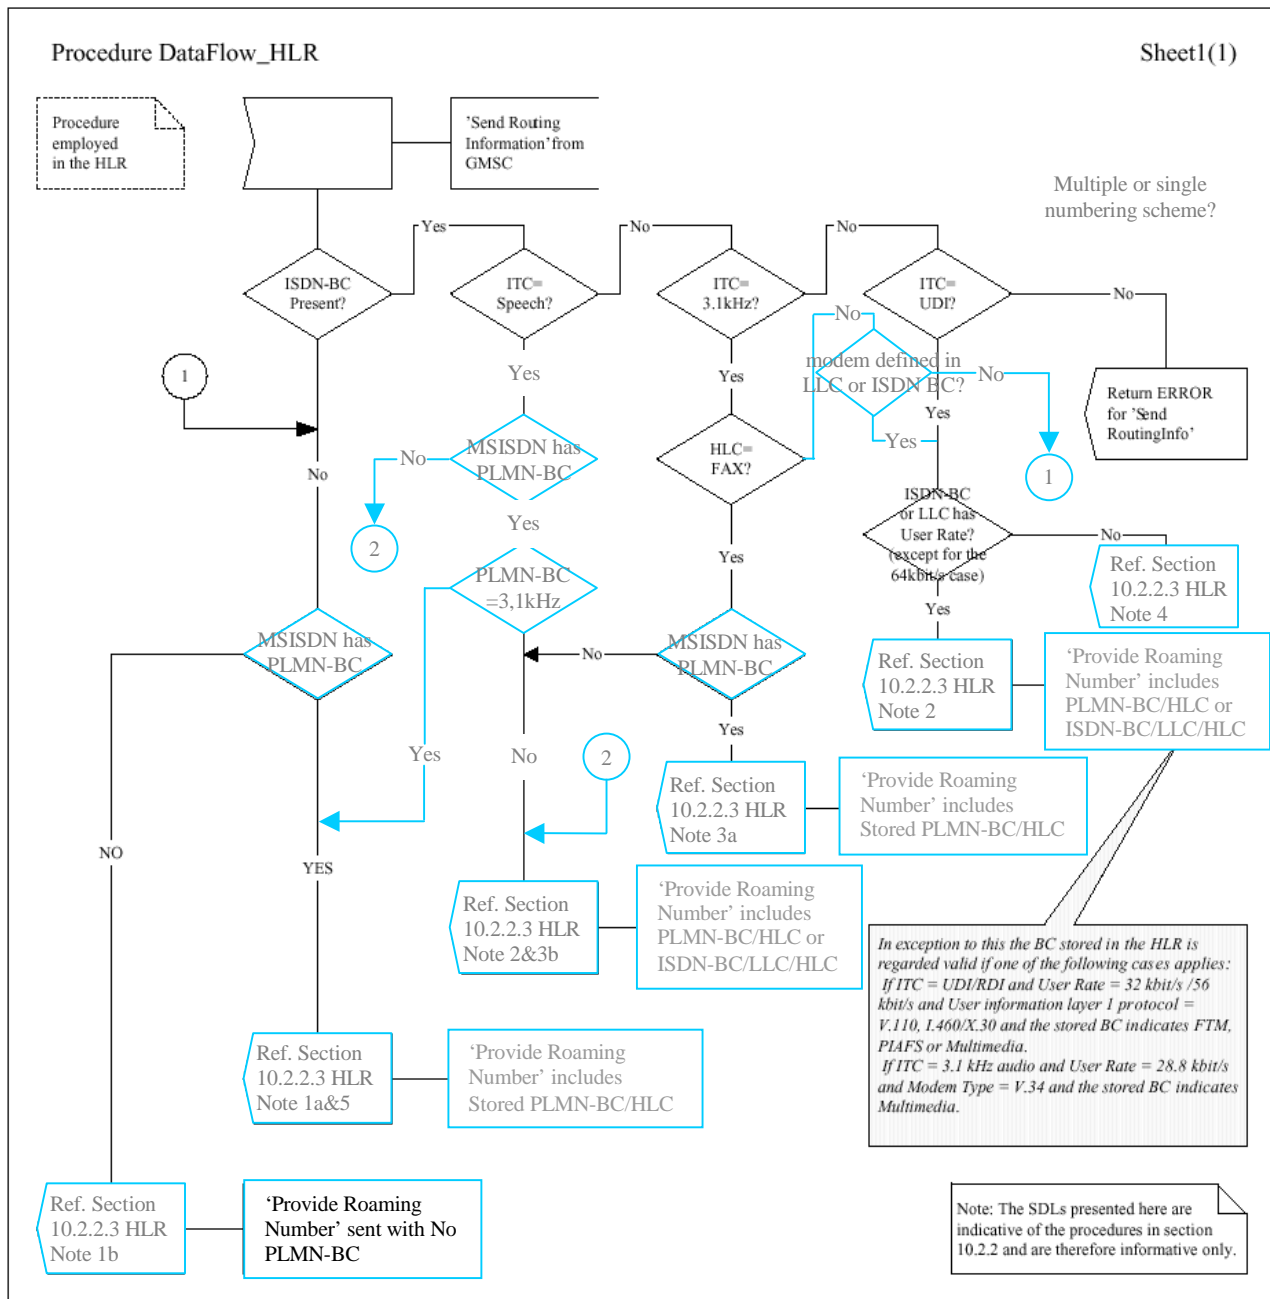 Procedure DataFlow_HLR
Sheet1(1)
Procedure
employed
in the HLR
'Send Routing
Information'from
GMSC
Multiple or single
numbering scheme?
Yes
No
No
ISDN-BC
Present?
ITC=
Speech?
ITC=
3.1kHz?
ITC=
UDI?
No
No
1
Yes
Yes
modem defined in
LLC or ISDN BC?
No
Return ERROR
for 'Send
RoutingInfo'
Yes
Yes
No
No
MSISDN has
PLMN-BC
HLC=
FAX?
1
2
Yes
ISDN-BC
or LLC has
User Rate?
(except for the
64kbit/s case)
No
Yes
PLMN-BC
=3,1kHz
Ref. Section
10.2.2.3 HLR
Note 4
Yes
MSISDN has
PLMN-BC
No
MSISDN has
PLMN-BC
Ref. Section
10.2.2.3 HLR
Note 2
‘Provide Roaming
Number’ includes
PLMN-BC/HLC or
ISDN-BC/LLC/HLC
Yes
Yes
No
2
Ref. Section
10.2.2.3 HLR
Note 3a
‘Provide Roaming
Number’ includes
Stored PLMN-BC/HLC
NO
YES
Ref. Section
10.2.2.3 HLR
Note 2&3b
‘Provide Roaming
Number’ includes
PLMN-BC/HLC or
ISDN-BC/LLC/HLC
In exception to this the BC stored in the HLR is
regarded valid if one of the following cases applies:
If ITC = UDI/RDI and User Rate = 32 kbit/s /56
kbit/s and User information layer 1 protocol =
V.110, I.460/X.30 and the stored BC indicates FTM,
PIAFS or Multimedia.
If ITC = 3.1 kHz audio and User Rate = 28.8 kbit/s
and Modem Type = V.34 and the stored BC indicates
Multimedia.
Ref. Section
10.2.2.3 HLR
Note 1a&5
‘Provide Roaming
Number’ includes
Stored PLMN-BC/HLC
Ref. Section
10.2.2.3 HLR
Note 1b
‘Provide Roaming
Number’ sent with No
PLMN-BC
Note: The SDLs presented here are
indicative of the procedures in section
10.2.2 and are therefore informative only.